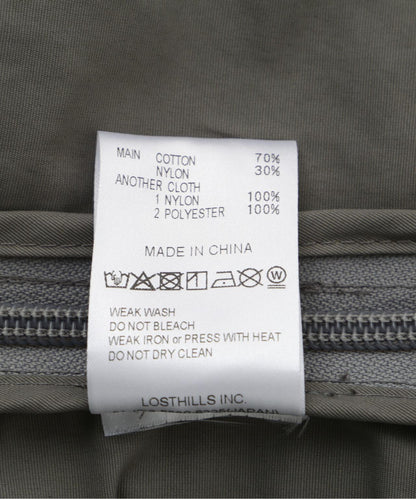 MAIN COTTON 70%
NYLON 30%
ANOTHER CLOTH
1 NYLON 100%
2 POLYESTER 100%
MADE IN CHINA
W
WEAK WASH
DO NOT BLEACH
WEAK IRON or PRESS WITH HEAT
DO NOT DRY CLEAN
LOSTHILLS INC.